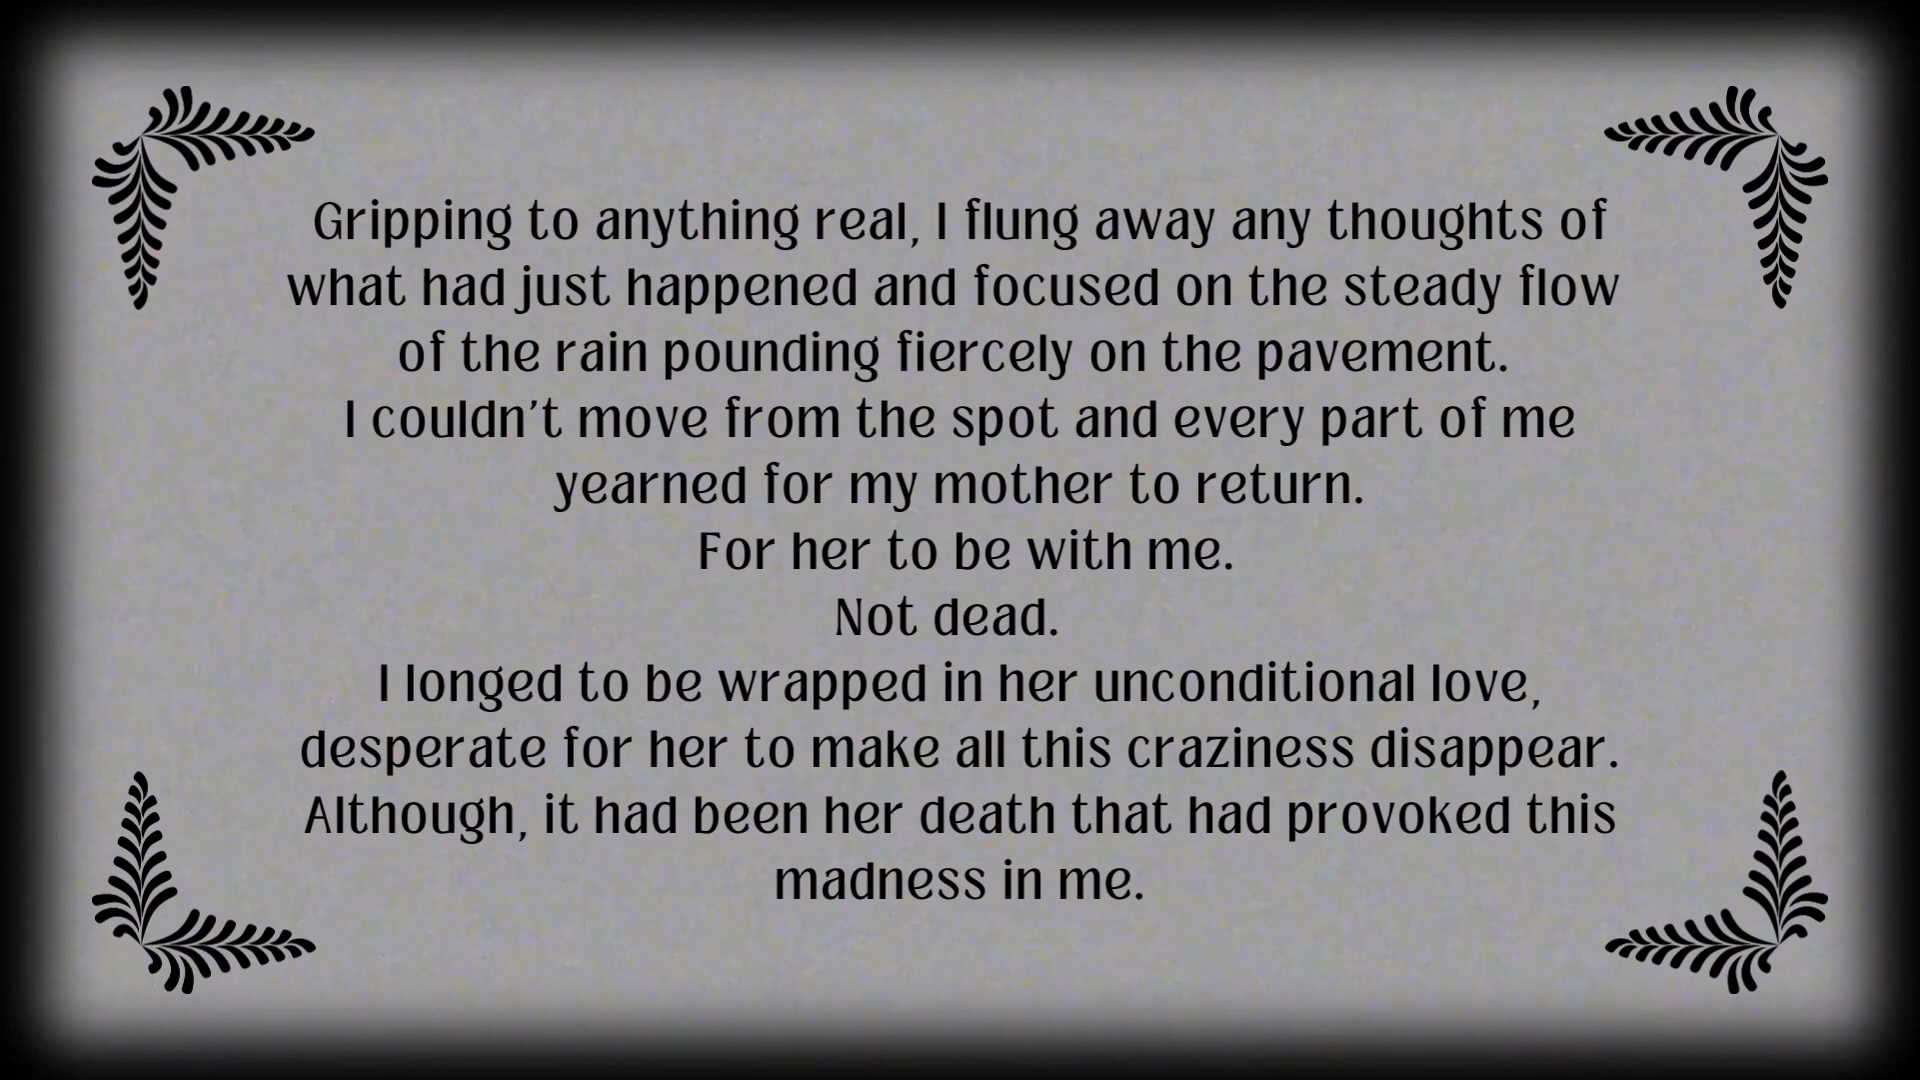 Gripping to anything real, I flung away any thoughts of
what had just happened and focused on the steady flow
of the rain pounding fiercely on the pavement.
I couldn’t move from the spot and every part of me
yearned for my mother to return.
For her to be with me.
Not dead.
I longed to be wrapped in her unconditional love,
desperate for her to make all this craziness disappear.
Although, it had been her death that had provoked this
madness in me.